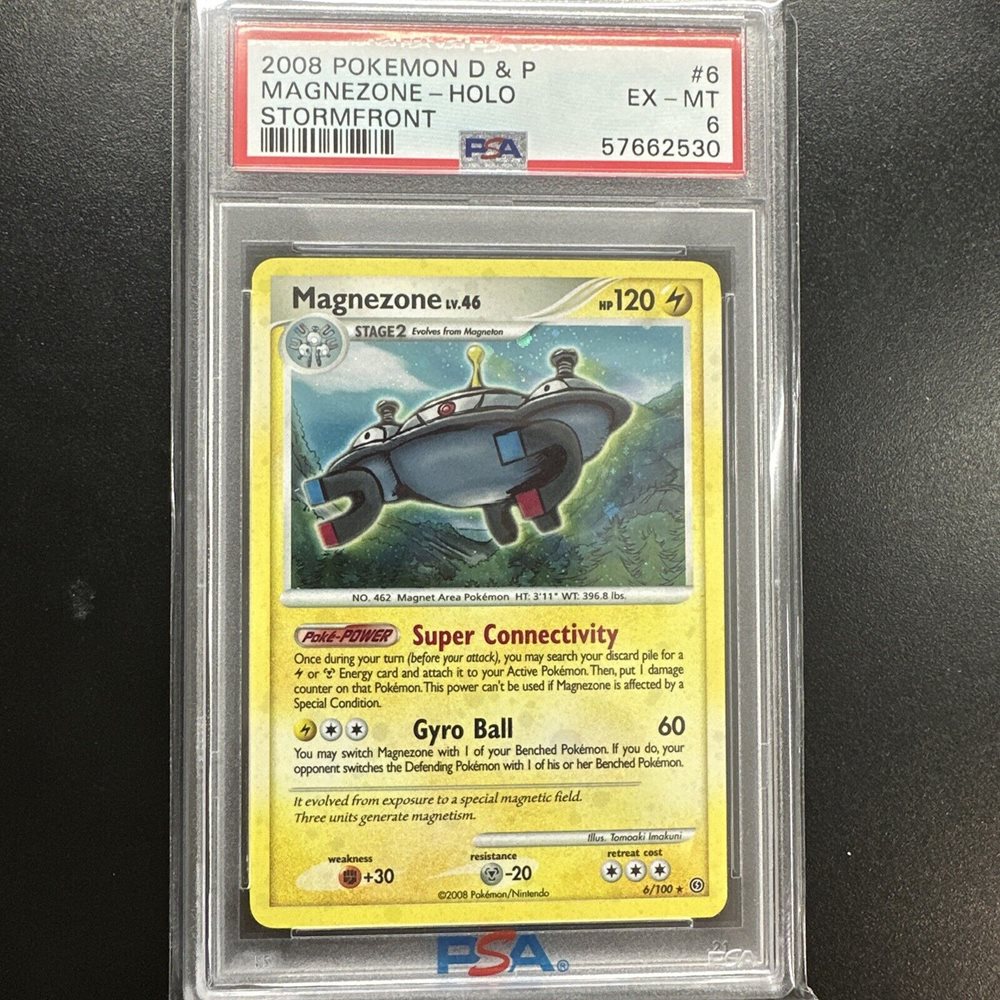 2008 POKEMON D & P #6
MAGNEZONE - HOLO EX - MT
STORMFRONT 6
PSA 57662530
Magnezone LV.46 HP 120
STAGE 2 Evolves from Magneton
NO. 462 Magnet Area Pokémon HT: 3'11" WT: 396.8 lbs.
Poké-POWER Super Connectivity
Once during your turn (before your attack), you may search your discard pile for a
or Energy card and attach it to your Active Pokémon. Then, put 1 damage
counter on that Pokémon. This power can't be used if Magnezone is affected by a
Special Condition.
Gyro Ball 60
You may switch Magnezone with 1 of your Benched Pokémon. If you do, your
opponent switches the Defending Pokémon with 1 of his or her Benched Pokémon.
It evolved from exposure to a special magnetic field.
Three units generate magnetism.
Illus. Tomoaki Imakuni
weakness resistance retreat cost
+30 -20
©2008 Pokémon/Nintendo 6/100 ★
PSA®